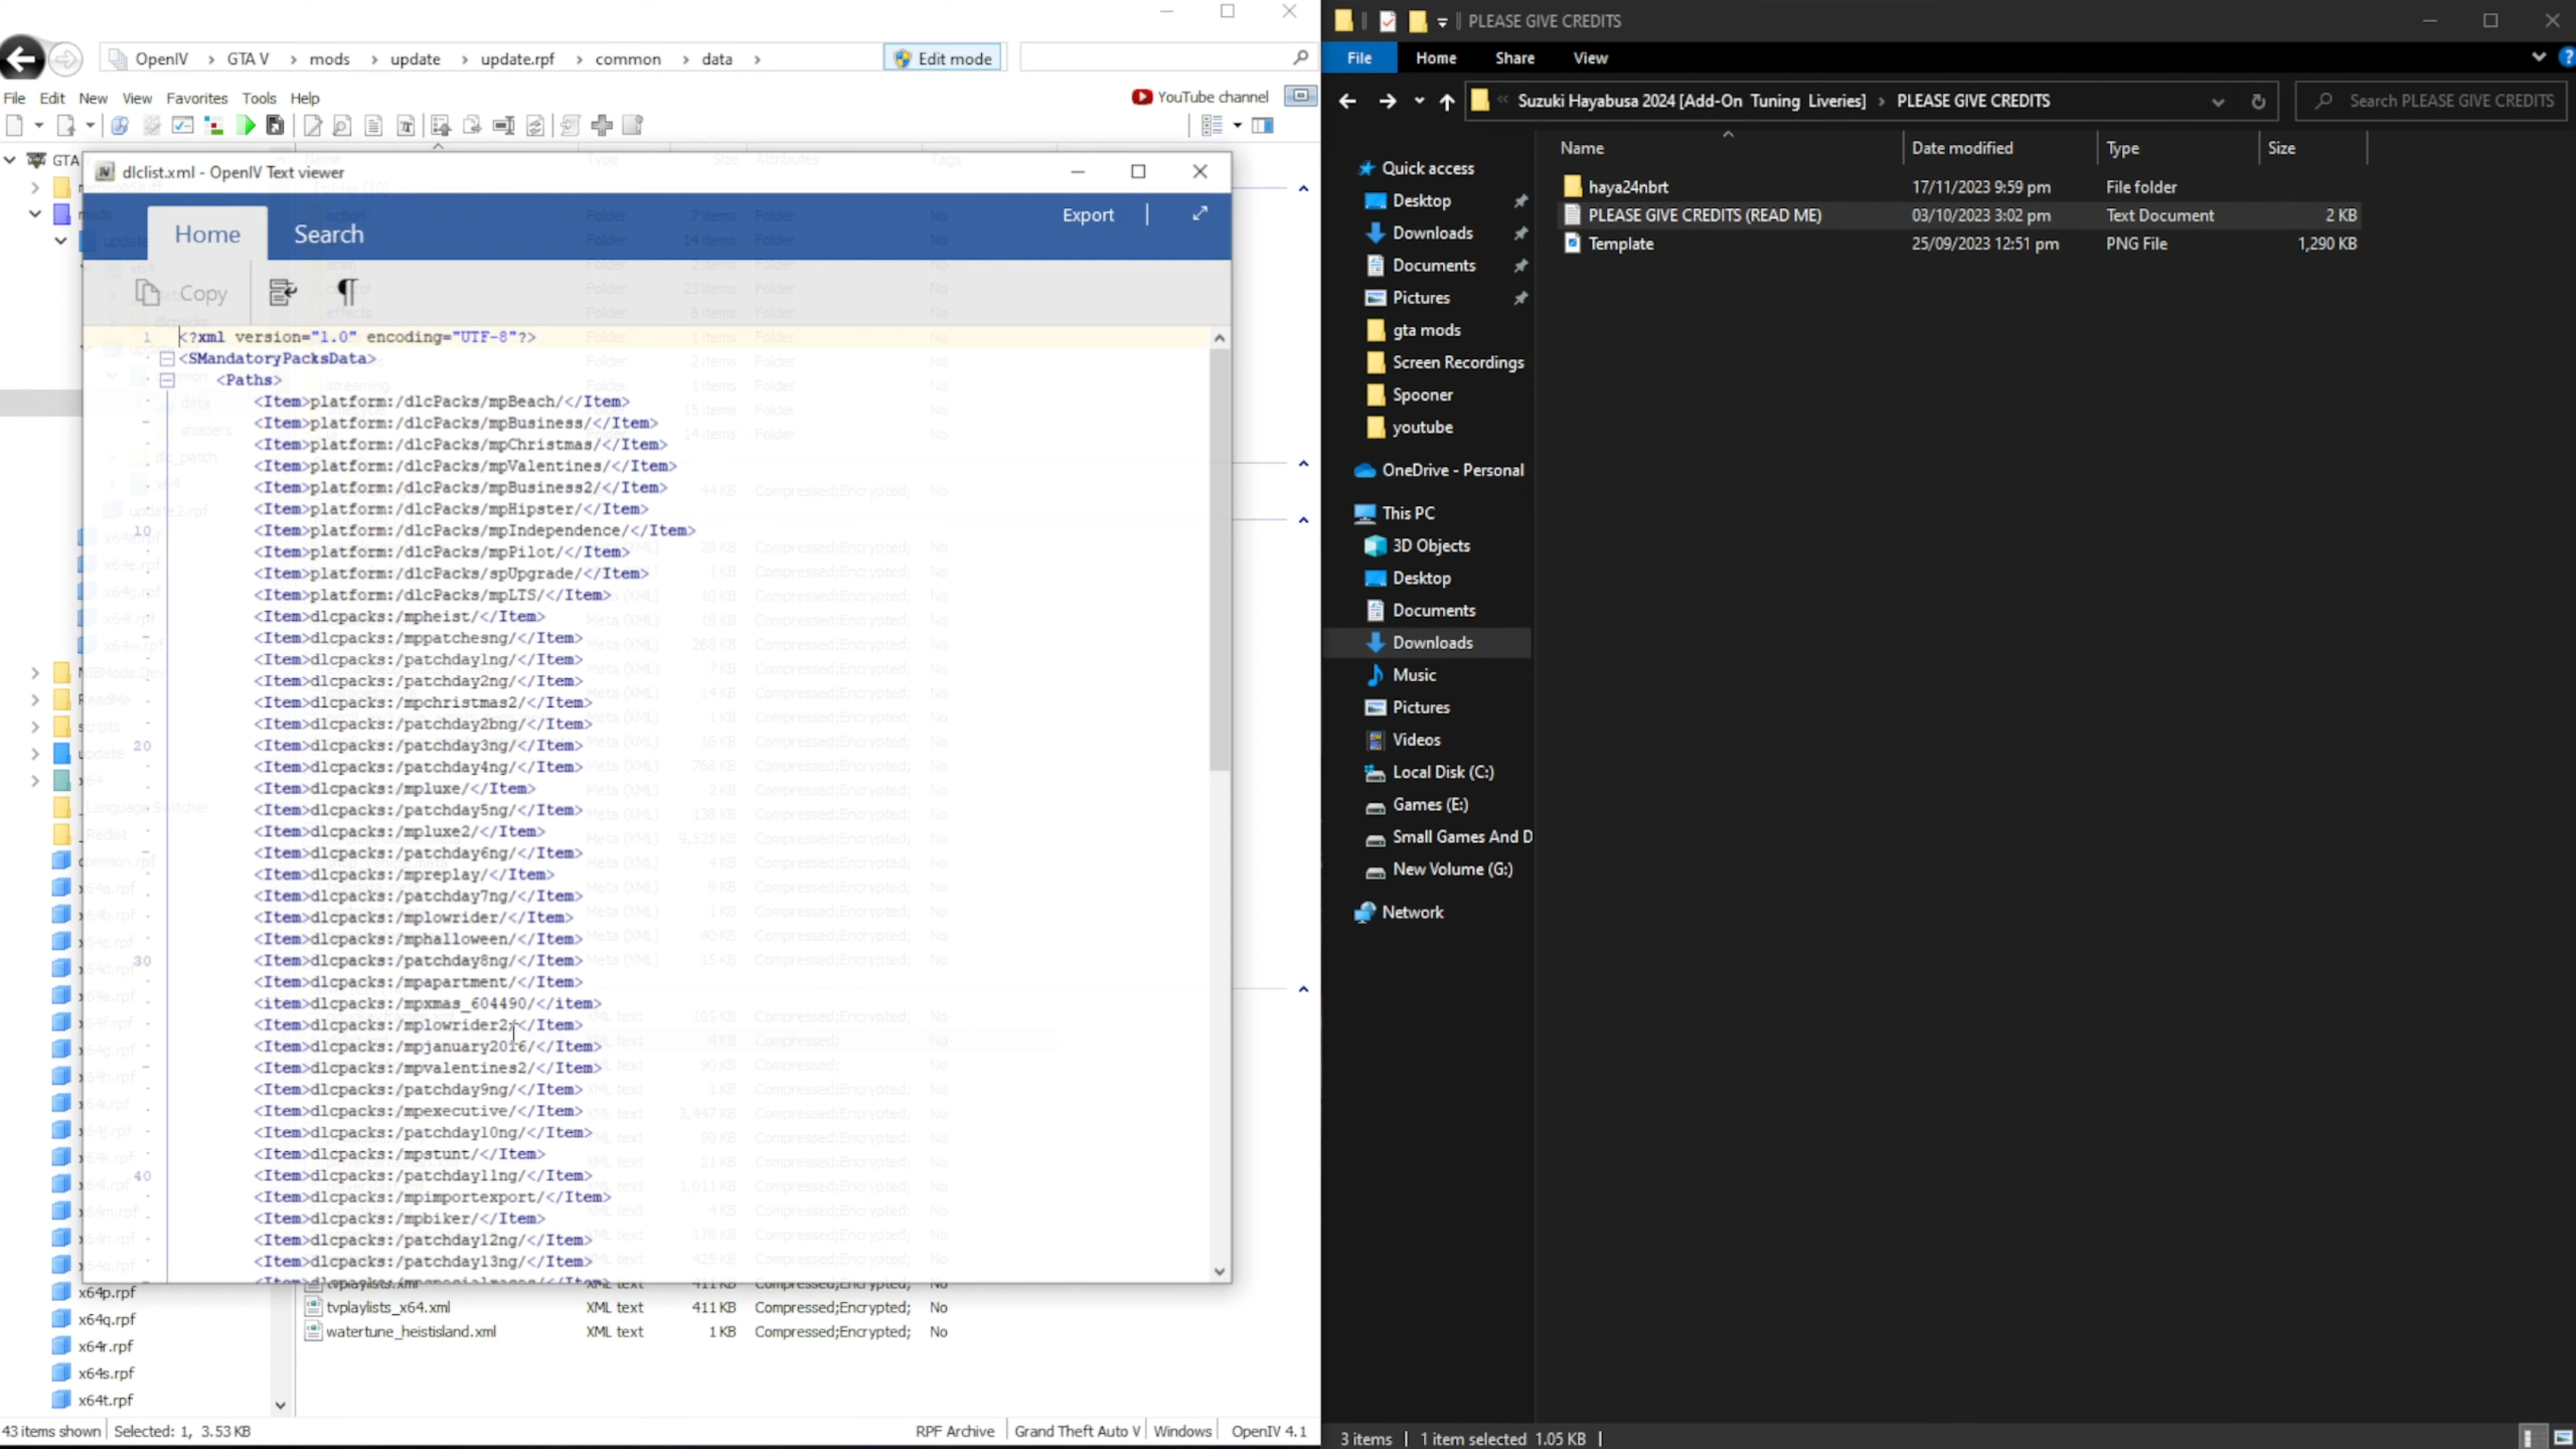 OpenIV > GTA V > mods > update > update.rpf > common > data >
Edit mode
File Edit New View Favorites Tools Help
YouTube channel
Name Type Size Attributes Tags
GTA
mods
dlclist.xml - OpenIV Text viewer
Home Search Export
Copy
1 <?xml version="1.0" encoding="UTF-8"?>
<SMandatoryPacksData>
<Paths>
<Item>platform:/dlcPacks/mpBeach/</Item>
<Item>platform:/dlcPacks/mpBusiness/</Item>
<Item>platform:/dlcPacks/mpChristmas/</Item>
<Item>platform:/dlcPacks/mpValentines/</Item>
<Item>platform:/dlcPacks/mpBusiness2/</Item>
<Item>platform:/dlcPacks/mpHipster/</Item>
10 <Item>platform:/dlcPacks/mpIndependence/</Item>
<Item>platform:/dlcPacks/mpPilot/</Item>
<Item>platform:/dlcPacks/spUpgrade/</Item>
<Item>platform:/dlcPacks/mpLTS/</Item>
<Item>dlcpacks:/mpheist/</Item>
<Item>dlcpacks:/mppatchesng/</Item>
<Item>dlcpacks:/patchday1ng/</Item>
<Item>dlcpacks:/patchday2ng/</Item>
<Item>dlcpacks:/mpchristmas2/</Item>
<Item>dlcpacks:/patchday2bng/</Item>
20 <Item>dlcpacks:/patchday3ng/</Item>
<Item>dlcpacks:/patchday4ng/</Item>
<Item>dlcpacks:/mpluxe/</Item>
<Item>dlcpacks:/patchday5ng/</Item>
<Item>dlcpacks:/mpluxe2/</Item>
<Item>dlcpacks:/patchday6ng/</Item>
<Item>dlcpacks:/mpreplay/</Item>
<Item>dlcpacks:/patchday7ng/</Item>
<Item>dlcpacks:/mplowrider/</Item>
<Item>dlcpacks:/mphalloween/</Item>
30 <Item>dlcpacks:/patchday8ng/</Item>
<Item>dlcpacks:/mpapartment/</Item>
<item>dlcpacks:/mpxmas_604490/</item>
<Item>dlcpacks:/mplowrider2/</Item>
<Item>dlcpacks:/mpjanuary2016/</Item>
<Item>dlcpacks:/mpvalentines2/</Item>
<Item>dlcpacks:/patchday9ng/</Item>
<Item>dlcpacks:/mpexecutive/</Item>
<Item>dlcpacks:/patchday10ng/</Item>
<Item>dlcpacks:/mpstunt/</Item>
40 <Item>dlcpacks:/patchday11ng/</Item>
<Item>dlcpacks:/mpimportexport/</Item>
<Item>dlcpacks:/mpbiker/</Item>
<Item>dlcpacks:/patchday12ng/</Item>
<Item>dlcpacks:/patchday13ng/</Item>
x64p.rpf
x64q.rpf
x64r.rpf
x64s.rpf
x64t.rpf
tvplaylists_x64.xml XML text 411 KB Compressed;Encrypted; No
watertune_heistisland.xml XML text 1 KB Compressed;Encrypted; No
43 items shown Selected: 1, 3.53 KB RPF Archive Grand Theft Auto V Windows OpenIV 4.1
PLEASE GIVE CREDITS
File Home Share View
« Suzuki Hayabusa 2024 [Add-On Tuning Liveries] > PLEASE GIVE CREDITS
Search PLEASE GIVE CREDITS
Name Date modified Type Size
haya24nbrt 17/11/2023 9:59 pm File folder
PLEASE GIVE CREDITS (READ ME) 03/10/2023 3:02 pm Text Document 2 KB
Template 25/09/2023 12:51 pm PNG File 1,290 KB
Quick access
Desktop
Downloads
Documents
Pictures
gta mods
Screen Recordings
Spooner
youtube
OneDrive - Personal
This PC
3D Objects
Desktop
Documents
Downloads
Music
Pictures
Videos
Local Disk (C:)
Games (E:)
Small Games And D
New Volume (G:)
Network
3 items 1 item selected 1.05 KB